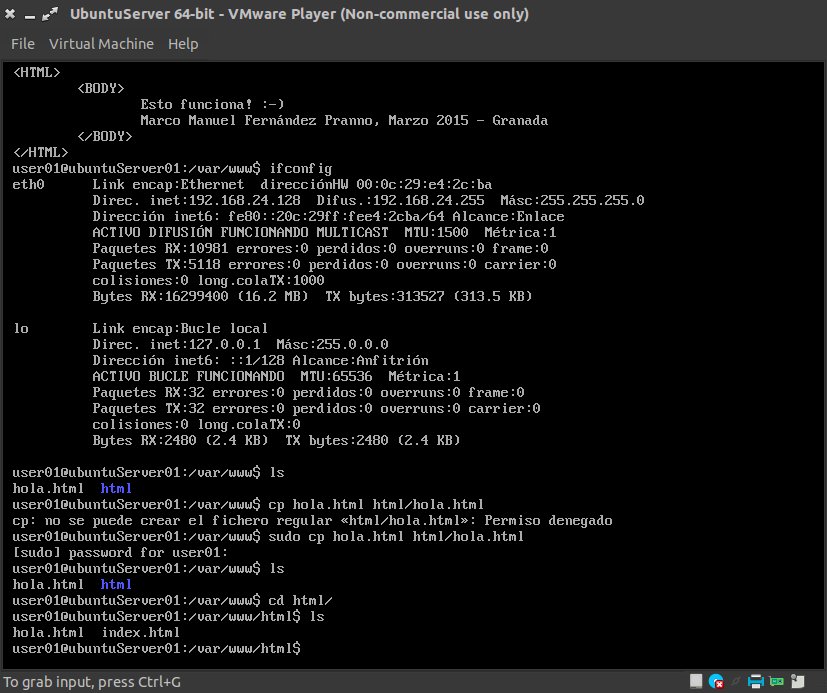 UbuntuServer 64-bit - VMware Player (Non-commercial use only)
File Virtual Machine Help
<HTML>
<BODY>
Esto funciona! :-)
Marco Manuel Fernández Pranno, Marzo 2015 - Granada
</BODY>
</HTML>
user01@ubuntuServer01:/var/www$ ifconfig
eth0 Link encap:Ethernet direcciónHW 00:0c:29:e4:2c:ba
Direc. inet:192.168.24.128 Difus.:192.168.24.255 Másc:255.255.255.0
Dirección inet6: fe80::20c:29ff:fee4:2cba/64 Alcance:Enlace
ACTIVO DIFUSIÓN FUNCIONANDO MULTICAST MTU:1500 Métrica:1
Paquetes RX:10981 errores:0 perdidos:0 overruns:0 frame:0
Paquetes TX:5118 errores:0 perdidos:0 overruns:0 carrier:0
colisiones:0 long.colaTX:1000
Bytes RX:16299400 (16.2 MB) TX bytes:313527 (313.5 KB)
lo Link encap:Bucle local
Direc. inet:127.0.0.1 Másc:255.0.0.0
Dirección inet6: ::1/128 Alcance:Anfitrión
ACTIVO BUCLE FUNCIONANDO MTU:65536 Métrica:1
Paquetes RX:32 errores:0 perdidos:0 overruns:0 frame:0
Paquetes TX:32 errores:0 perdidos:0 overruns:0 carrier:0
colisiones:0 long.colaTX:0
Bytes RX:2480 (2.4 KB) TX bytes:2480 (2.4 KB)
user01@ubuntuServer01:/var/www$ ls
hola.html html
user01@ubuntuServer01:/var/www$ cp hola.html html/hola.html
cp: no se puede crear el fichero regular «html/hola.html»: Permiso denegado
user01@ubuntuServer01:/var/www$ sudo cp hola.html html/hola.html
[sudo] password for user01:
user01@ubuntuServer01:/var/www$ ls
hola.html html
user01@ubuntuServer01:/var/www$ cd html/
user01@ubuntuServer01:/var/www/html$ ls
hola.html index.html
user01@ubuntuServer01:/var/www/html$
To grab input, press Ctrl+G